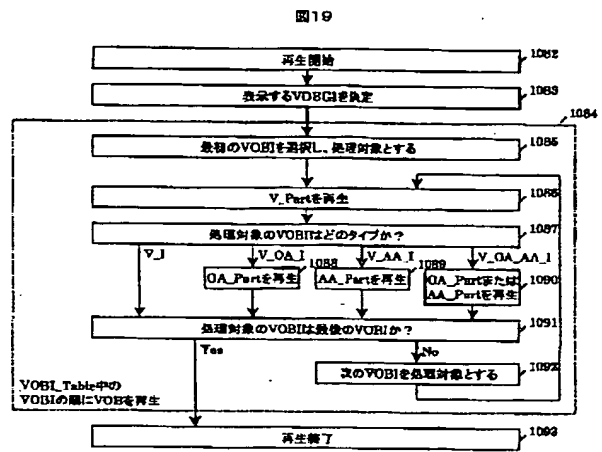 図19
再生開始
1082
表示するVOBGIを決定
1083
1084
最初のVOBIを選択し、処理対象とする
1085
V_Partを再生
1086
処理対象のVOBIはどのタイプか?
1087
V_I
V_OA_I
V_AA_I
V_OA_AA_I
OA_Partを再生
1088
AA_Partを再生
1089
OA_Partまたは
AA_Partを再生
1090
処理対象のVOBIは最後のVOBIか?
1091
Yes
No
次のVOBIを処理対象とする
1092
VOBI_Table中の
VOBIの順にVOBを再生
再生終了
1093